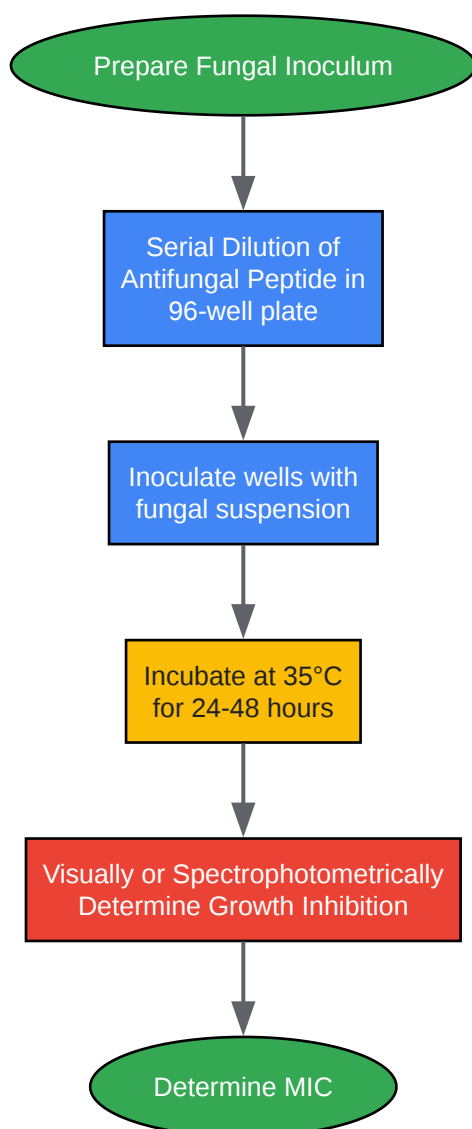 Prepare Fungal Inoculum
Serial Dilution of
Antifungal Peptide in
96-well plate
Inoculate wells with
fungal suspension
Incubate at 35°C
for 24-48 hours
Visually or Spectrophotometrically
Determine Growth Inhibition
Determine MIC